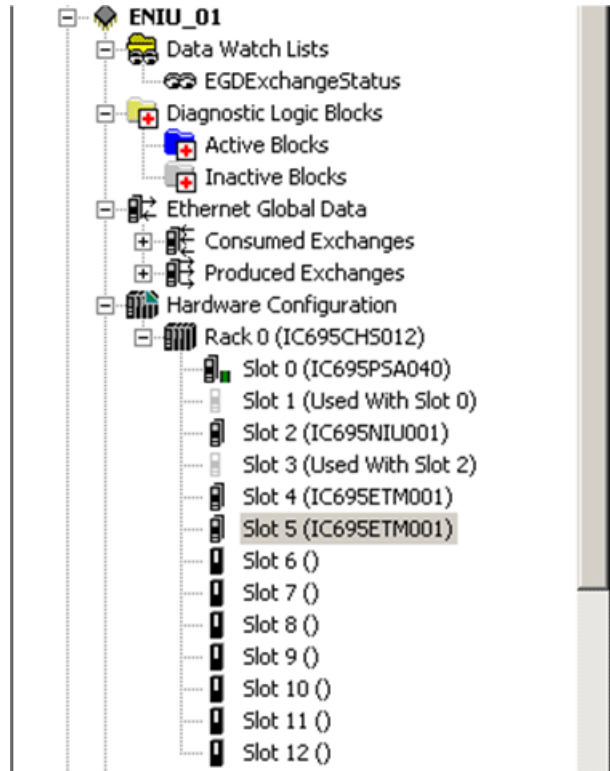 ENIU_01
Data Watch Lists
EGDExchangeStatus
Diagnostic Logic Blocks
Active Blocks
Inactive Blocks
Ethernet Global Data
Consumed Exchanges
Produced Exchanges
Hardware Configuration
Rack 0 (IC695CHS012)
Slot 0 (IC695PSA040)
Slot 1 (Used With Slot 0)
Slot 2 (IC695NIU001)
Slot 3 (Used With Slot 2)
Slot 4 (IC695ETM001)
Slot 5 (IC695ETM001)
Slot 6 ()
Slot 7 ()
Slot 8 ()
Slot 9 ()
Slot 10 ()
Slot 11 ()
Slot 12 ()